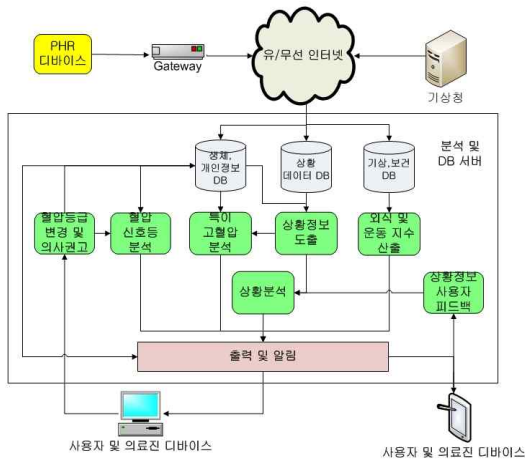 PHR
디바이스
Gateway
유/무선 인터넷
기상청
분석 및
DB 서버
생체,
개인정보
DB
상황
데이터 DB
기상,보건
DB
혈압등급
변경 및
의사권고
혈압
신호등
분석
특이
고혈압
분석
상황정보
도출
외식 및
운동 지수
산출
상황분석
상황정보
사용자
피드백
출력 및 알림
사용자 및 의료진 디바이스
사용자 및 의료진 디바이스